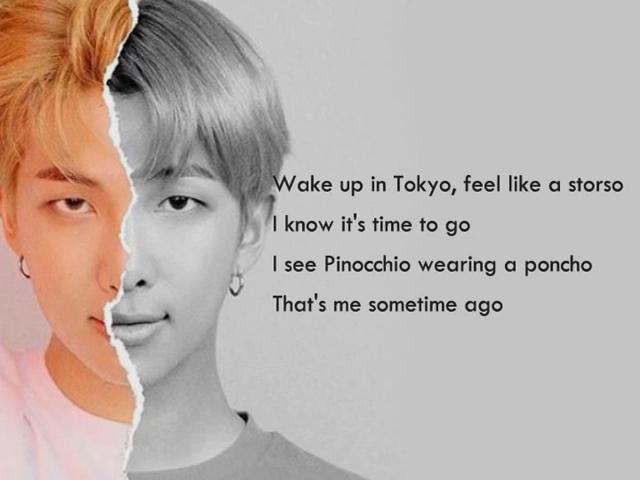 Wake up in Tokyo, feel like a storso
I know it's time to go
I see Pinocchio wearing a poncho
That's me sometime ago